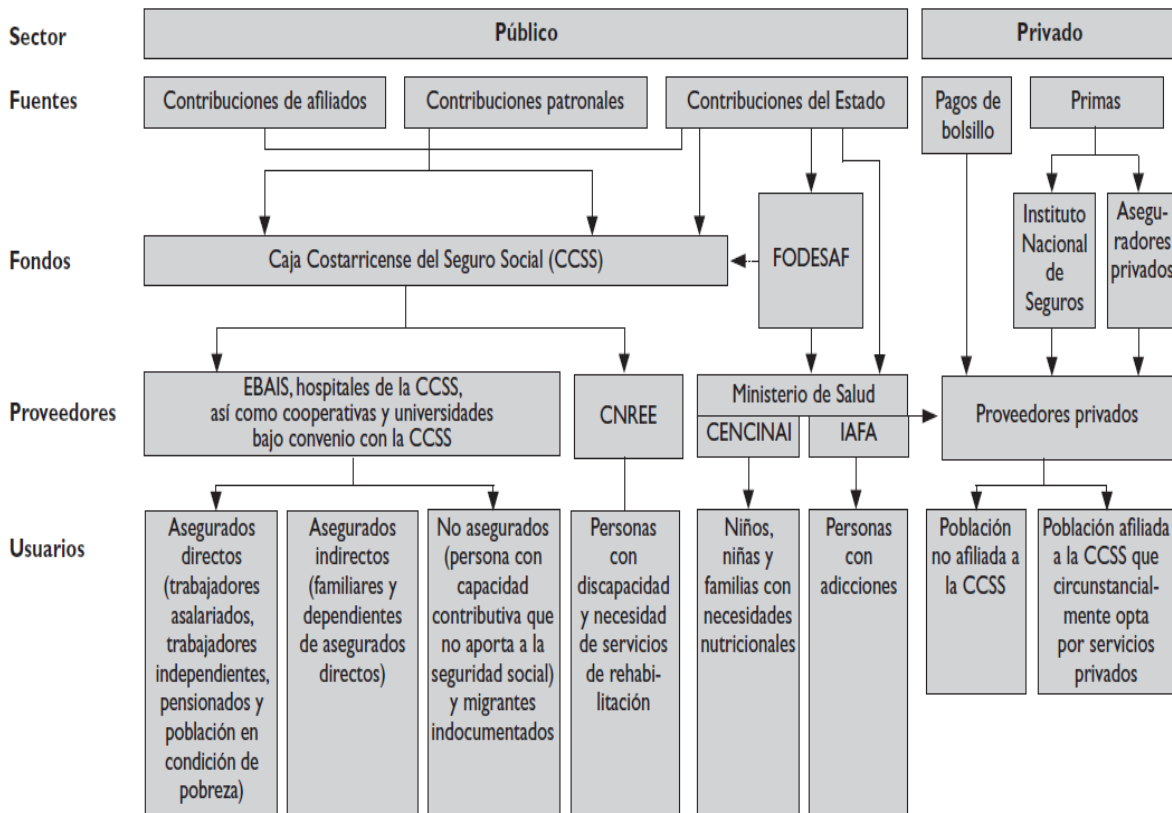 Sector
Público
Privado
Fuentes
Contribuciones de afiliados
Contribuciones patronales
Contribuciones del Estado
Pagos de
bolsillo
Primas
Fondos
Caja Costarricense del Seguro Social (CCSS)
FODESAF
Instituto
Nacional
de
Seguros
Asegu-
radores
privados
Proveedores
EBAIS, hospitales de la CCSS,
así como cooperativas y universidades
bajo convenio con la CCSS
CNREE
Ministerio de Salud
CENCINAI
IAFA
Proveedores privados
Usuarios
Asegurados
directos
(trabajadores
asalariados,
trabajadores
independientes,
pensionados y
población en
condición de
pobreza)
Asegurados
indirectos
(familiares y
dependientes
de asegurados
directos)
No asegurados
(persona con
capacidad
contributiva que
no aporta a la
seguridad social)
y migrantes
indocumentados
Personas
con
discapacidad
y necesidad
de servicios
de rehabi-
litación
Niños,
niñas y
familias con
necesidades
nutricionales
Personas
con
adicciones
Población
no afiliada a
la CCSS
Población afiliada
a la CCSS que
circunstancial-
mente opta
por servicios
privados